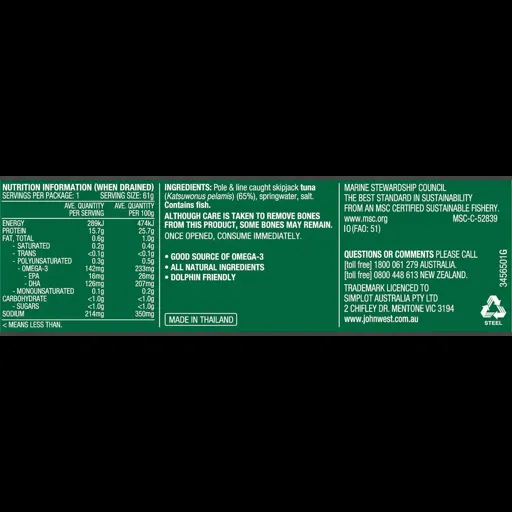 NUTRITION INFORMATION (WHEN DRAINED)
SERVINGS PER PACKAGE: 1 SERVING SIZE: 61g
AVE. QUANTITY PER SERVING AVE. QUANTITY PER 100g
ENERGY 289kJ 474kJ
PROTEIN 15.7g 25.7g
FAT, TOTAL 0.6g 1.0g
- SATURATED 0.2g 0.4g
- TRANS <0.1g <0.1g
- POLYUNSATURATED 0.3g 0.5g
- OMEGA-3 142mg 233mg
- EPA 16mg 26mg
- DHA 126mg 207mg
- MONOUNSATURATED 0.1g 0.2g
CARBOHYDRATE <1.0g <1.0g
- SUGARS <1.0g <1.0g
SODIUM 214mg 350mg
< MEANS LESS THAN.
INGREDIENTS: Pole & line caught skipjack tuna
(Katsuwonus pelamis) (65%), springwater, salt.
Contains fish.
ALTHOUGH CARE IS TAKEN TO REMOVE BONES
FROM THIS PRODUCT, SOME BONES MAY REMAIN.
ONCE OPENED, CONSUME IMMEDIATELY.
• GOOD SOURCE OF OMEGA-3
• ALL NATURAL INGREDIENTS
• DOLPHIN FRIENDLY
MADE IN THAILAND
MARINE STEWARDSHIP COUNCIL
THE BEST STANDARD IN SUSTAINABILITY
FROM AN MSC CERTIFIED SUSTAINABLE FISHERY.
www.msc.org MSC-C-52839
IO(FAO: 51)
QUESTIONS OR COMMENTS PLEASE CALL
[toll free] 1800 061 279 AUSTRALIA.
[toll free] 0800 448 613 NEW ZEALAND.
TRADEMARK LICENCED TO
SIMPLOT AUSTRALIA PTY LTD
2 CHIFLEY DR. MENTONE VIC 3194
www.johnwest.com.au
3456501G
STEEL